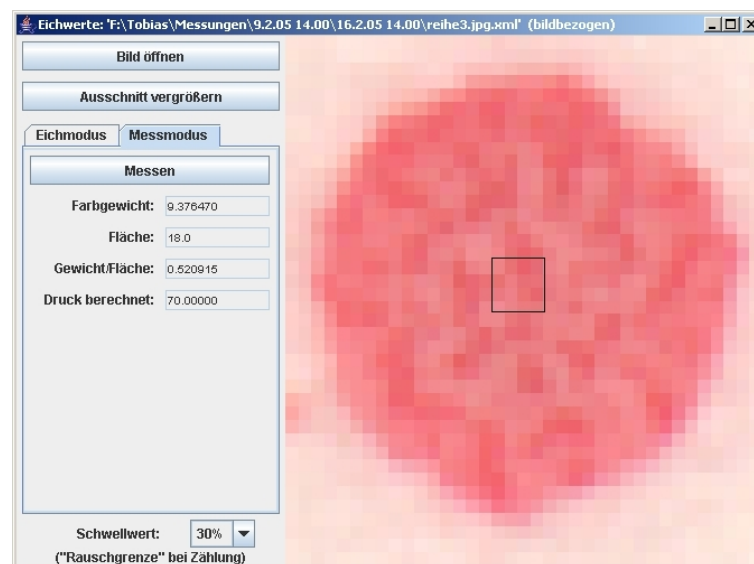 Eichwerte: 'F:\Tobias\Messungen\9.2.05 14.00\16.2.05 14.00\reihe3.jpg.xml' (bildbezogen)
Bild öffnen
Ausschnitt vergrößern
Eichmodus Messmodus
Messen
Farbgewicht: 9.376470
Fläche: 18.0
Gewicht/Fläche: 0.520915
Druck berechnet: 70.00000
Schwellwert: 30%
("Rauschgrenze" bei Zählung)